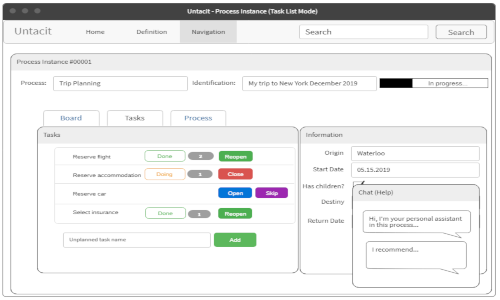 Untacit - Process Instance (Task List Mode)
Untacit Home Definition Navigation Search Search
Process Instance #00001
Process: Trip Planning Identification: My trip to New York December 2019 In progress...
Board Tasks Process
Tasks Information
Reserve flight Done 2 Reopen
Origin Waterloo
Reserve accommodation Doing 1 Close
Start Date 05.15.2019
Reserve car Open Skip
Has children?
Chat (Help)
Destiny
Select insurance Done 1 Reopen
Return Date
Hi, I'm your personal assistant
in this process...
Unplanned task name Add
I recommend...